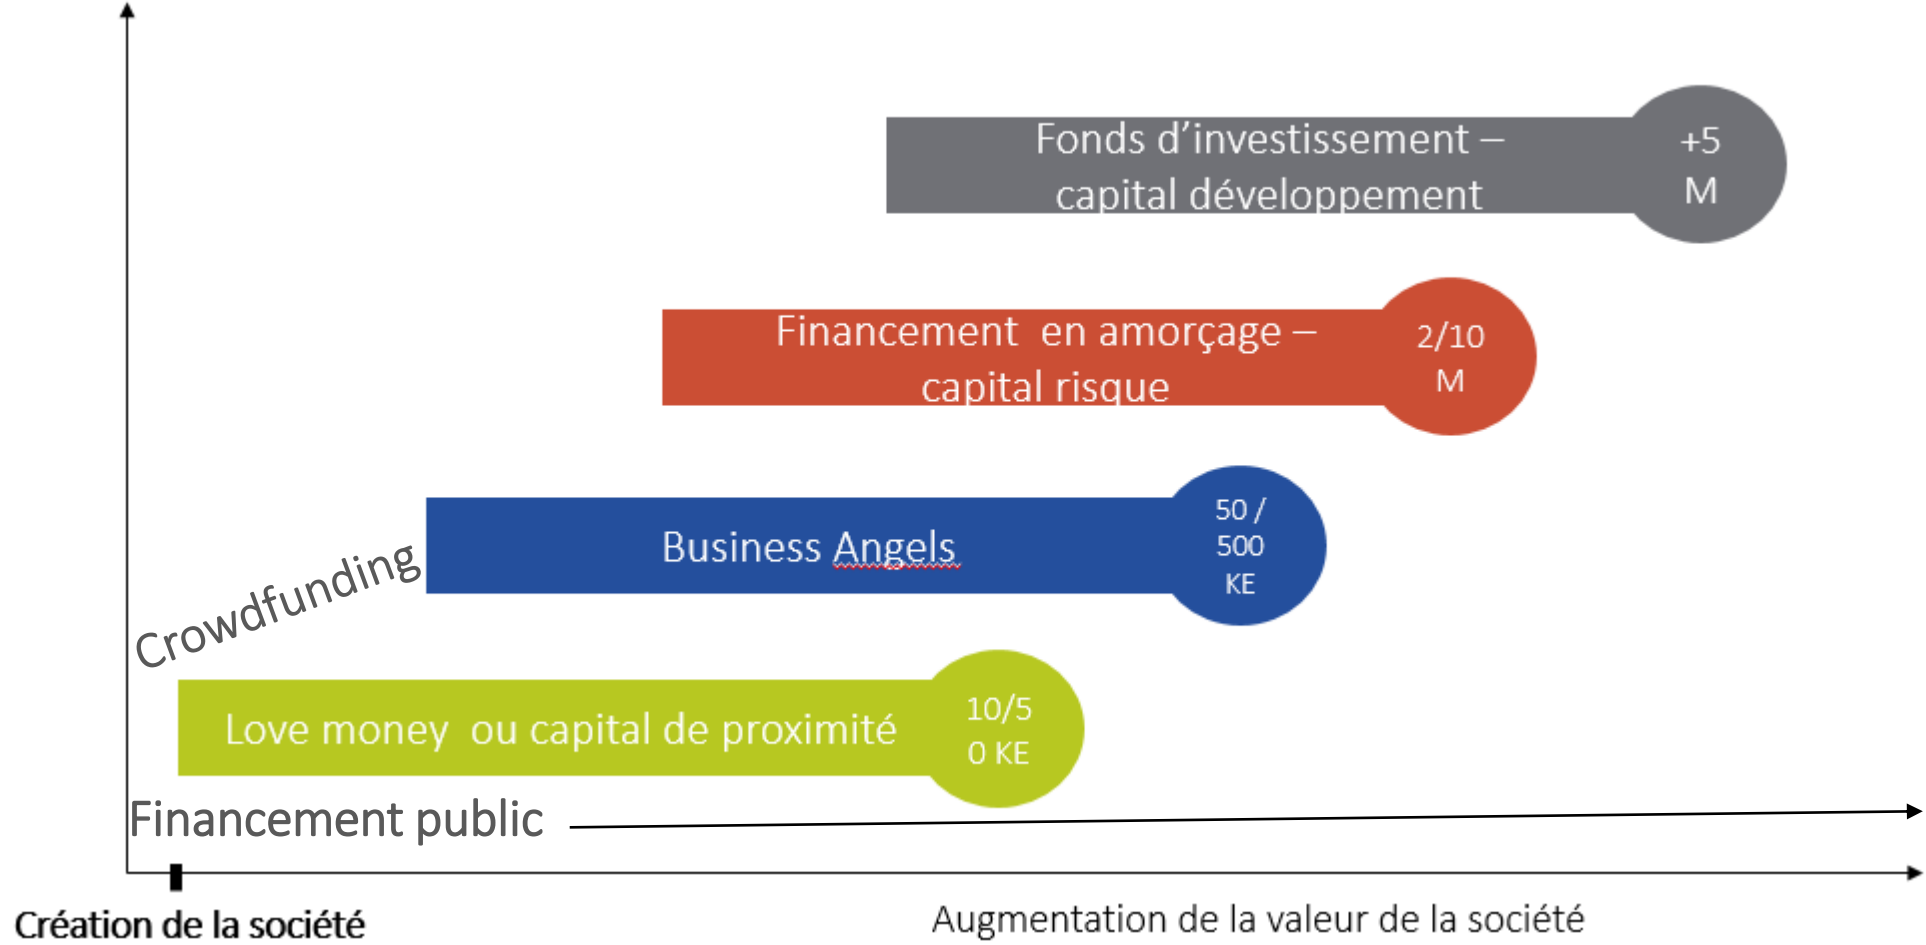 Fonds d’investissement –
capital développement
+5
M
Financement  en amorçage –
capital risque
2/10
M
Business Angels
50 /
500
KE
Crowdfunding
Love money  ou capital de proximité
10/5
0 KE
Financement public
Création de la société
Augmentation de la valeur de la société